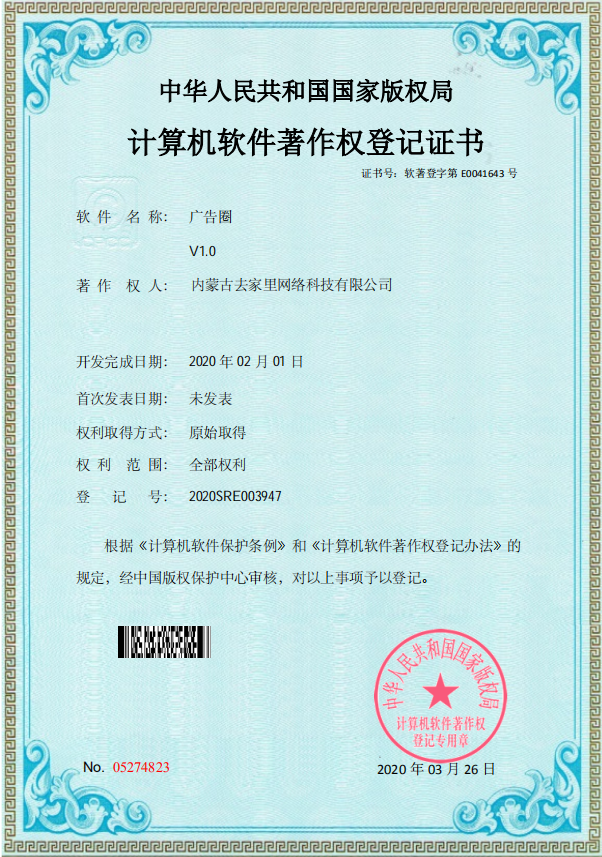 中华人民共和国国家版权局
计算机软件著作权登记证书
证书号: 软著登字第 E0041643 号
软 件 名 称: 广告圈
V1.0
著 作 权 人: 内蒙古去家里网络科技有限公司
开发完成日期: 2020 年 02 月 01 日
首次发表日期: 未发表
权利取得方式: 原始取得
权 利 范 围: 全部权利
登 记 号: 2020SRE003947
根据《计算机软件保护条例》和《计算机软件著作权登记办法》的
规定, 经中国版权保护中心审核, 对以上事项予以登记。
中华人民共和国国家版权局
计算机软件著作权
登记专用章
No. 05274823
2020 年 03 月 26 日